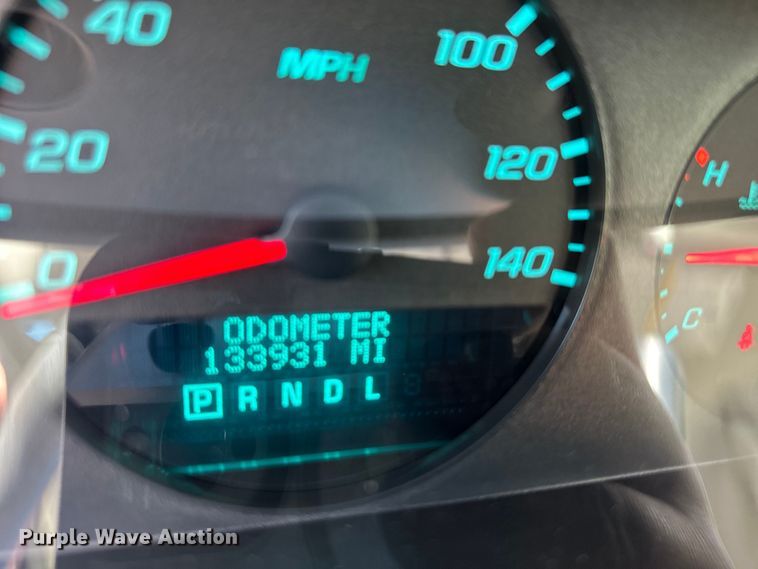 40
MPH
100
20
120
H
0
140
ODOMETER
133931 MI
C
P R N D L
Purple Wave Auction